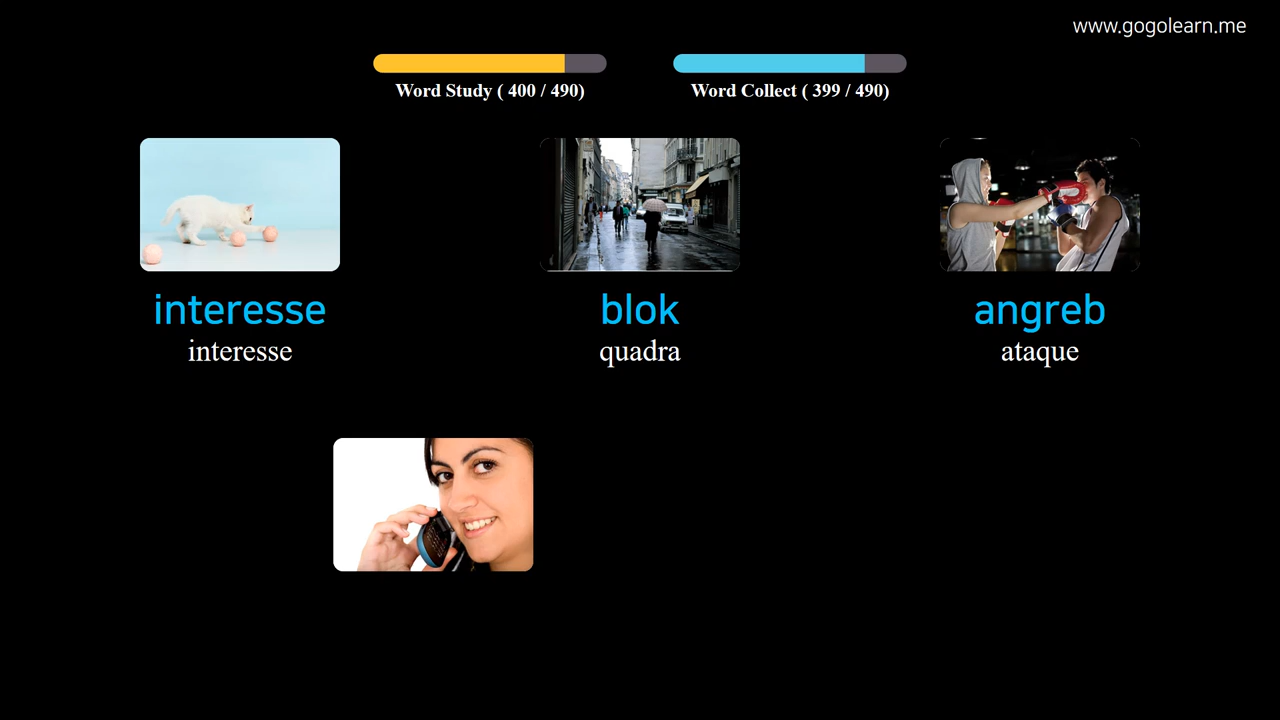 www.gogolearn.me
Word Study ( 400 / 490)
Word Collect ( 399 / 490)
interesse
interesse
blok
quadra
angreb
ataque